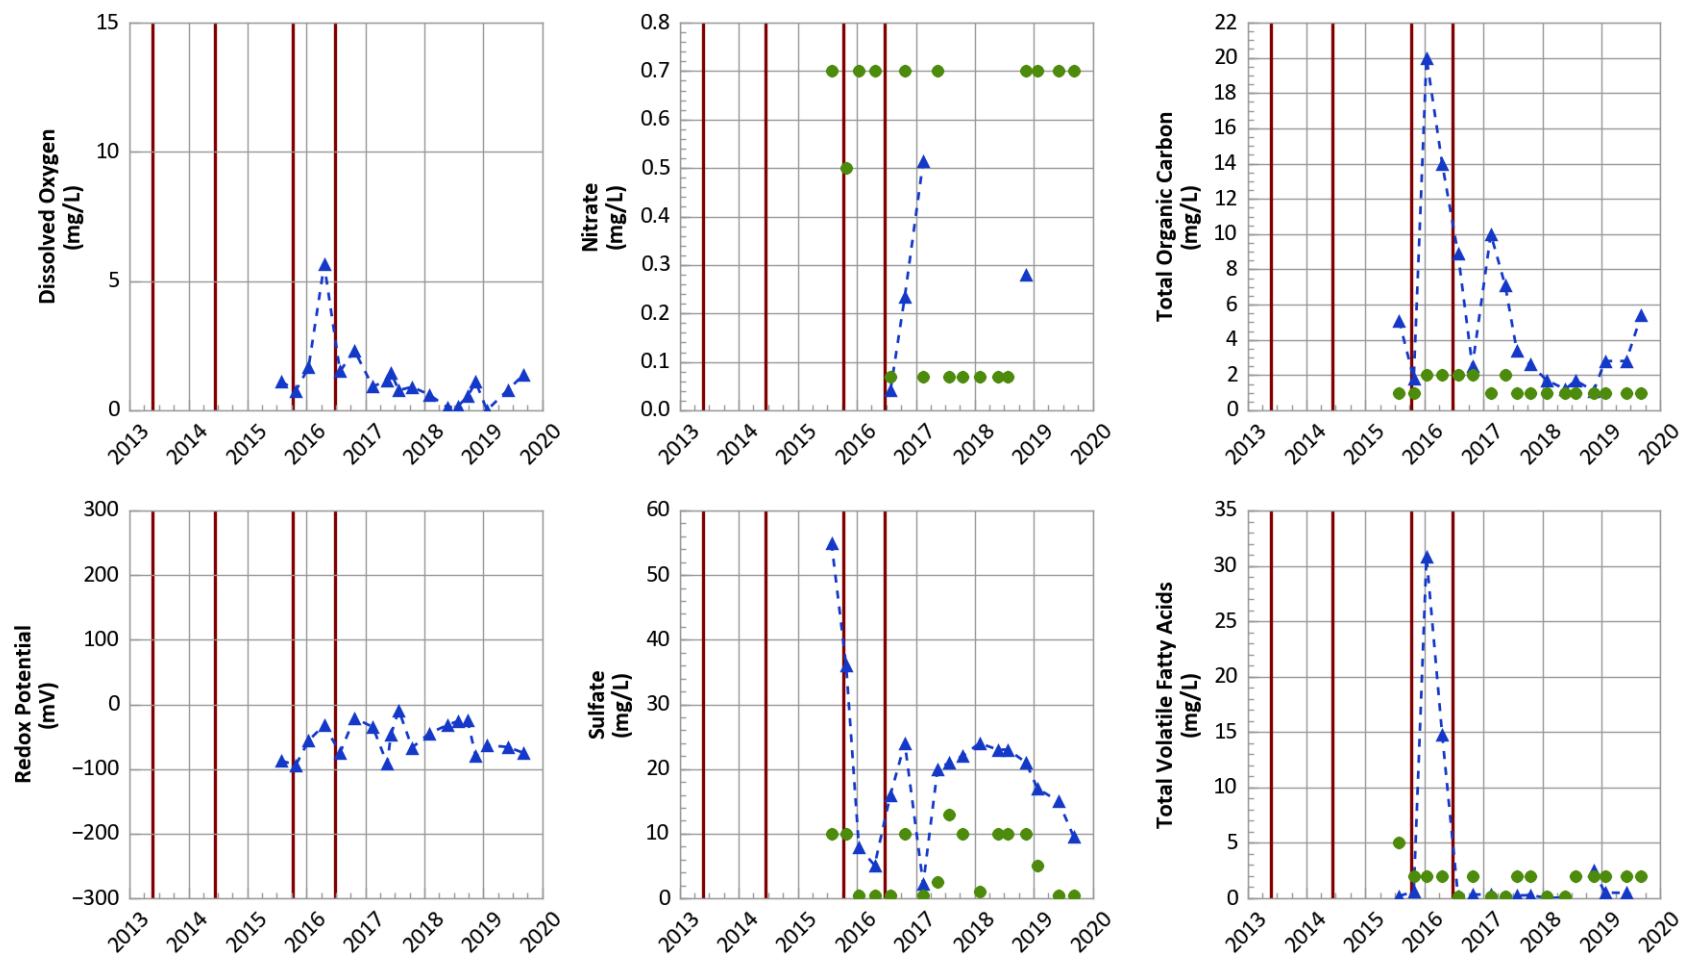 Dissolved Oxygen
(mg/L)
15
10
5
0
2013 2014 2015 2016 2017 2018 2019 2020
Nitrate
(mg/L)
0.8
0.7
0.6
0.5
0.4
0.3
0.2
0.1
0.0
2013 2014 2015 2016 2017 2018 2019 2020
Total Organic Carbon
(mg/L)
22
20
18
16
14
12
10
8
6
4
2
0
2013 2014 2015 2016 2017 2018 2019 2020
Redox Potential
(mV)
300
200
100
0
−100
−200
−300
2013 2014 2015 2016 2017 2018 2019 2020
Sulfate
(mg/L)
60
50
40
30
20
10
0
2013 2014 2015 2016 2017 2018 2019 2020
Total Volatile Fatty Acids
(mg/L)
35
30
25
20
15
10
5
0
2013 2014 2015 2016 2017 2018 2019 2020